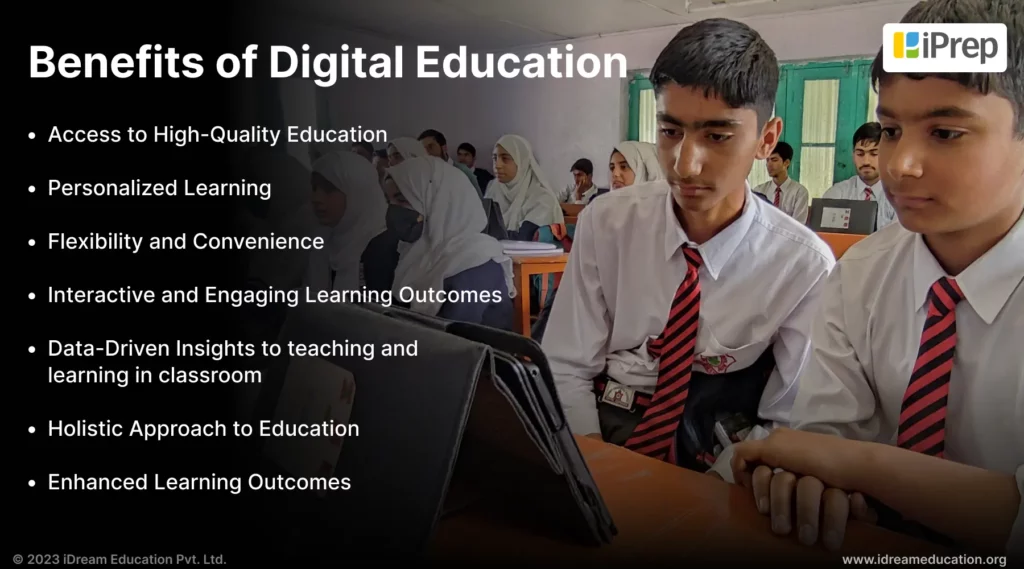 Benefits of Digital Education
iPrep
• Access to High-Quality Education
• Personalized Learning
• Flexibility and Convenience
• Interactive and Engaging Learning Outcomes
• Data-Driven Insights to teaching and
learning in classroom
• Holistic Approach to Education
• Enhanced Learning Outcomes
© 2023 iDream Education Pvt. Ltd.
www.idreameducation.org